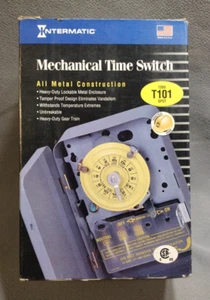 INTERMATIC
Mechanical Time Switch
All Metal Construction
• Heavy-Duty Lockable Metal Enclosure
• Tamper Proof Design Eliminates Vandalism
• Withstands Temperature Extremes
• Unbreakable
• Heavy-Duty Gear Train
T101
SPST